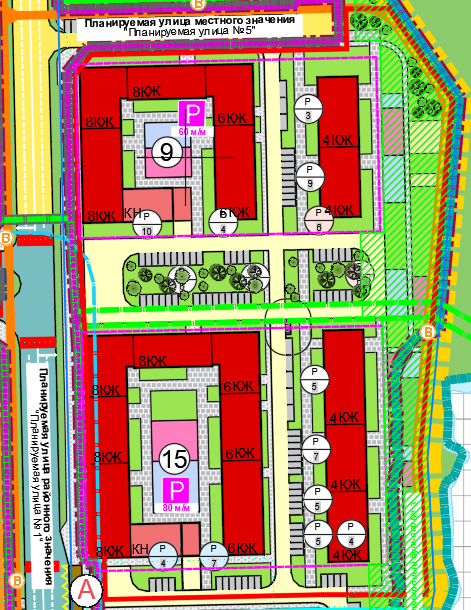 В
Планируемая улица местного значения
"Планируемая улица №5"
8КЖ
Р
60 м/м
Р
3
8КЖ
6КЖ
4КЖ
9
Р
9
8КЖ
КН
Р
10
Р
4
6КЖ
Р
6
4КЖ
В
В
8КЖ
8КЖ
6КЖ
Р
5
4КЖ
8КЖ
15
6КЖ
Р
7
Р
80 м/м
4КЖ
Р
5
8КЖ
КН
Р
4
Р
7
6КЖ
Р
5
Р
4
4КЖ
В
А
Планируемая улица районного значения
"Планируемая улица № 1"